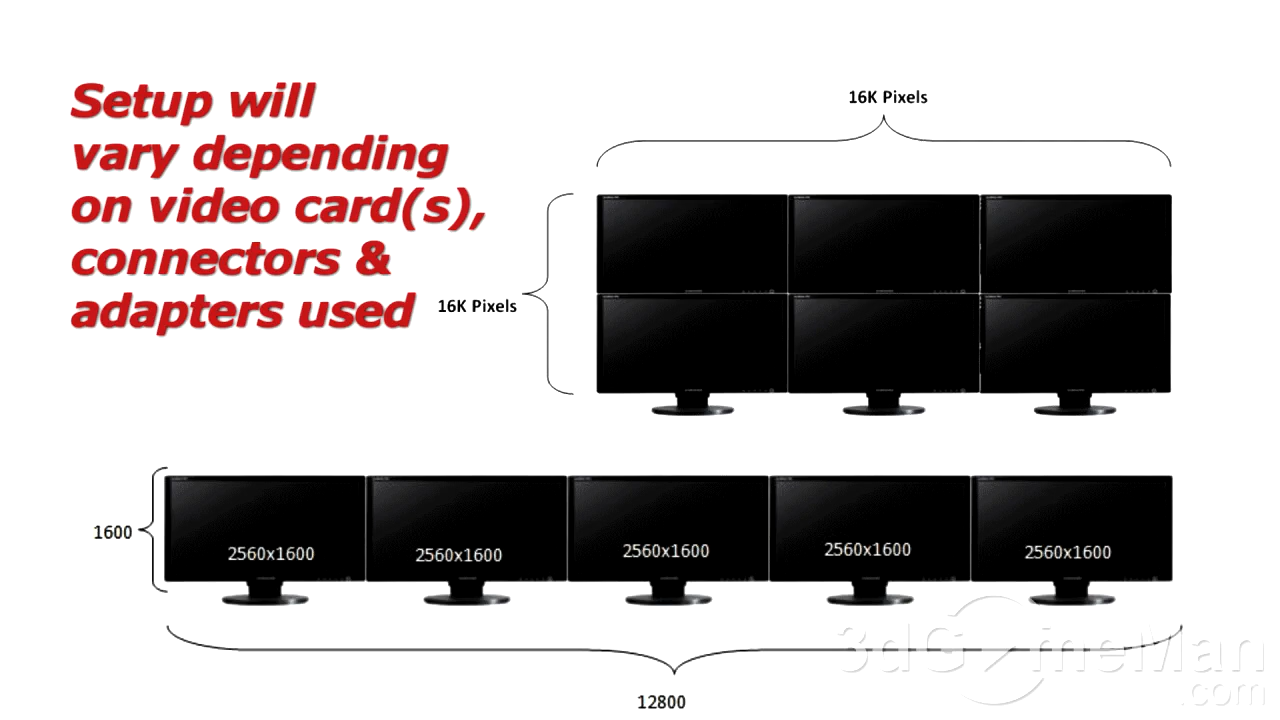 Setup will
vary depending
on video card(s),
connectors &
adapters used
16K Pixels
16K Pixels
1600
2560x1600
2560x1600
2560x1600
2560x1600
2560x1600
12800
3dGameMan
.com